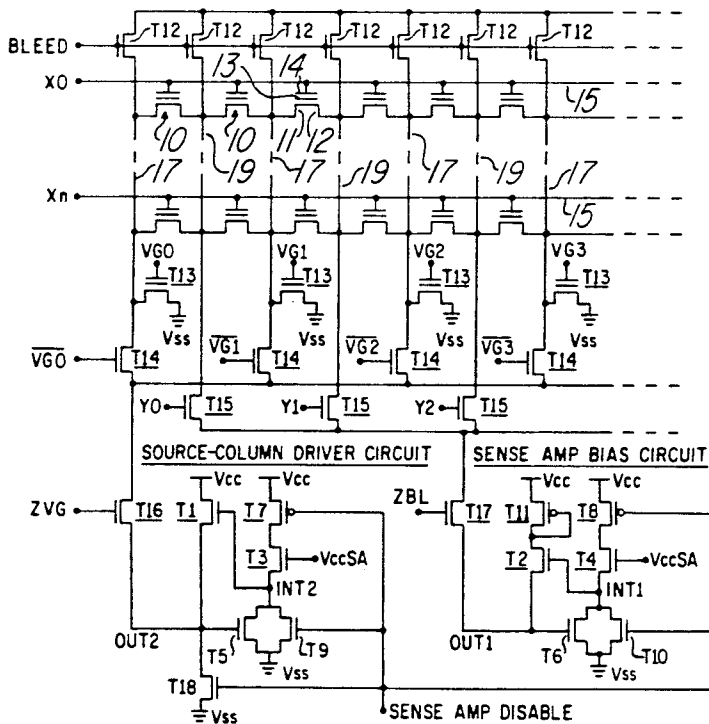 T12 T12 T12 T12 T12 T12 T12
BLEED
13 14
X0
10 10 11 12 15
17 19 17 19 17 19 17
Xn
15
VG0 VG1 VG2 VG3
T13 T13 T13 T13
Vss Vss Vss Vss
VG0 T14 VG1 T14 VG2 T14 VG3 T14
Y0 T15 Y1 T15 Y2 T15
SOURCE-COLUMN DRIVER CIRCUIT SENSE AMP BIAS CIRCUIT
Vcc Vcc Vcc Vcc
ZVG T16 T1 T7 ZBL T17 T11 T8
T3 VccSA T2 T4 VccSA
INT2 INT1
OUT2 T5 T9 OUT1 T6 T10
Vss Vss
T18
Vss SENSE AMP DISABLE